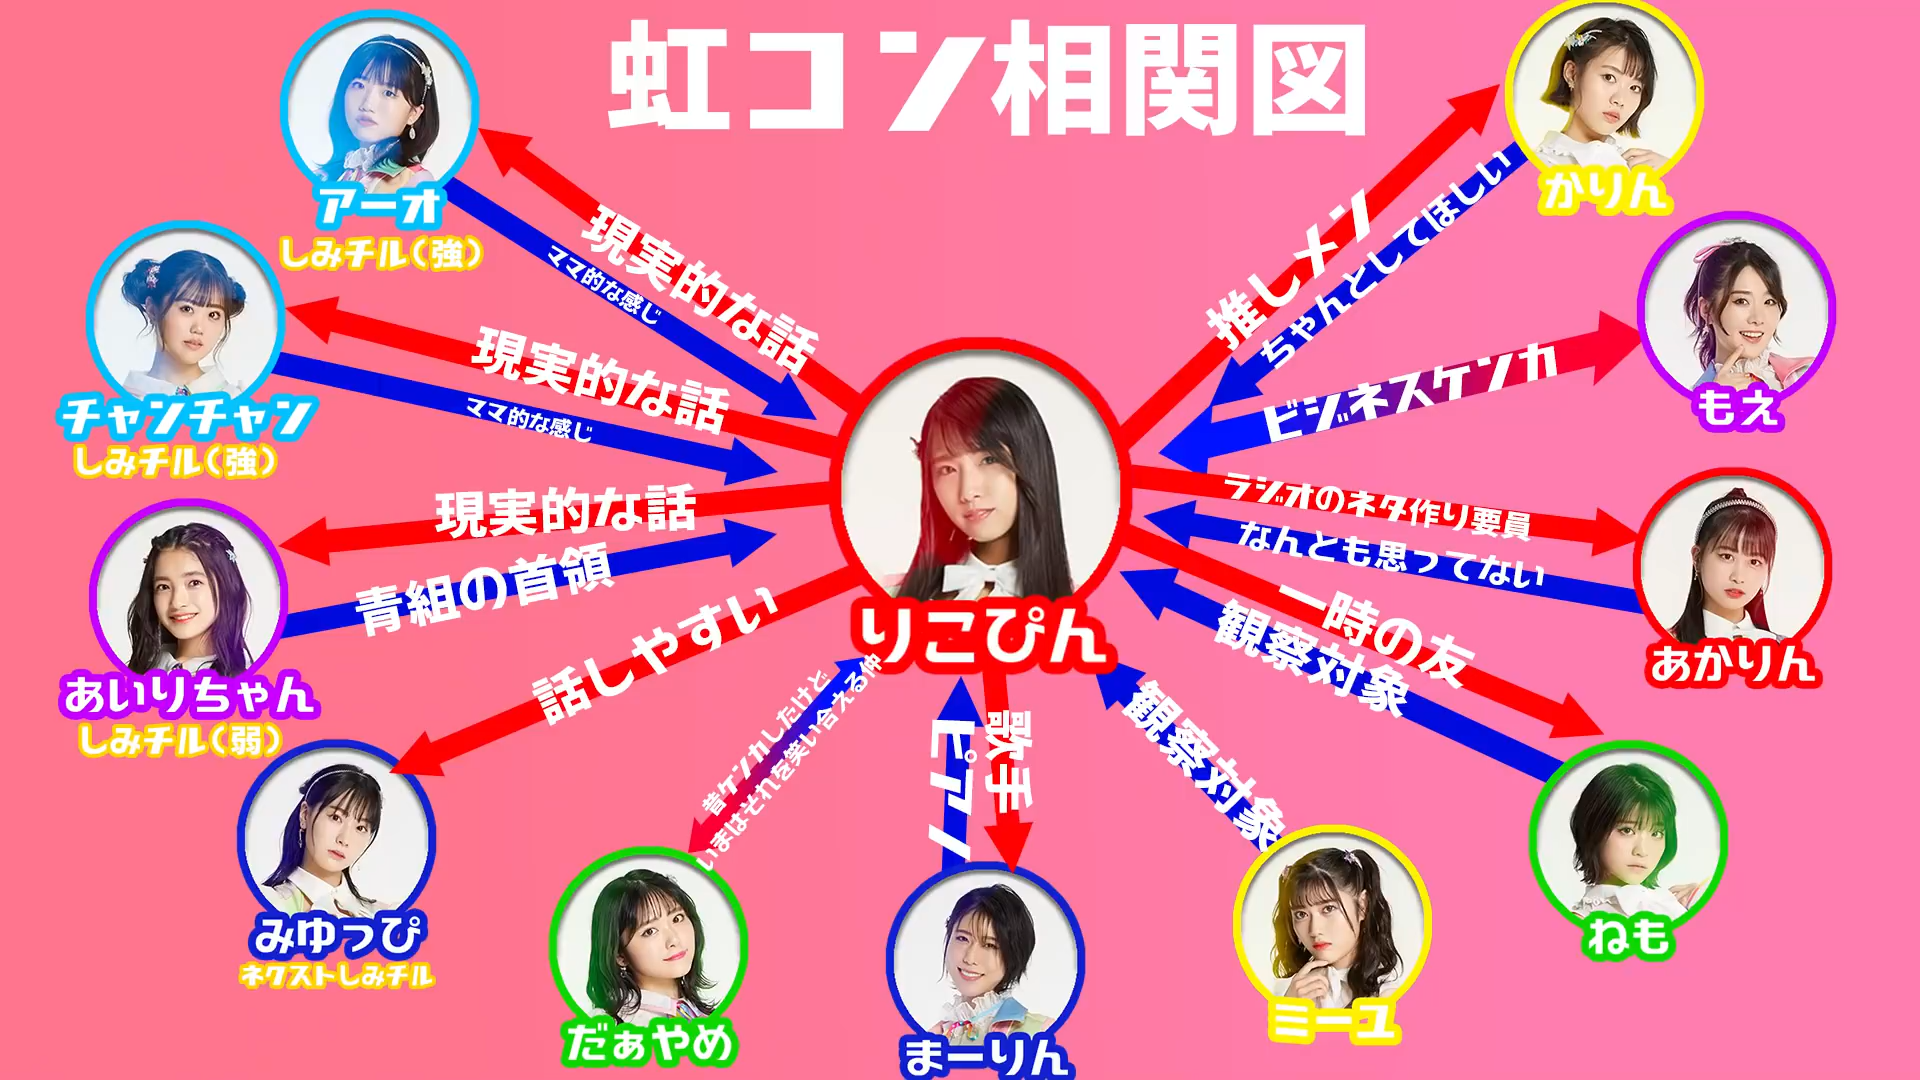 虹コン相関図
アーオ
しみチル(強)
現実的な話
ママ的な感じ
チャンチャン
しみチル(強)
現実的な話
ママ的な感じ
あいりちゃん
しみチル(弱)
現実的な話
青組の首領
みゆっぴ
ネクストしみチル
話しやすい
だぁやめ
昔ケンカしたけど
いまはそれを笑い合える仲
まーりん
ピアノ
歌手
りこぴん
かりん
推しメン
ちゃんとしてほしい
もえ
ビジネスケンカ
あかりん
ラジオのネタ作り要員
なんとも思ってない
ねも
一時の友
観察対象
ミーユ
観察対象